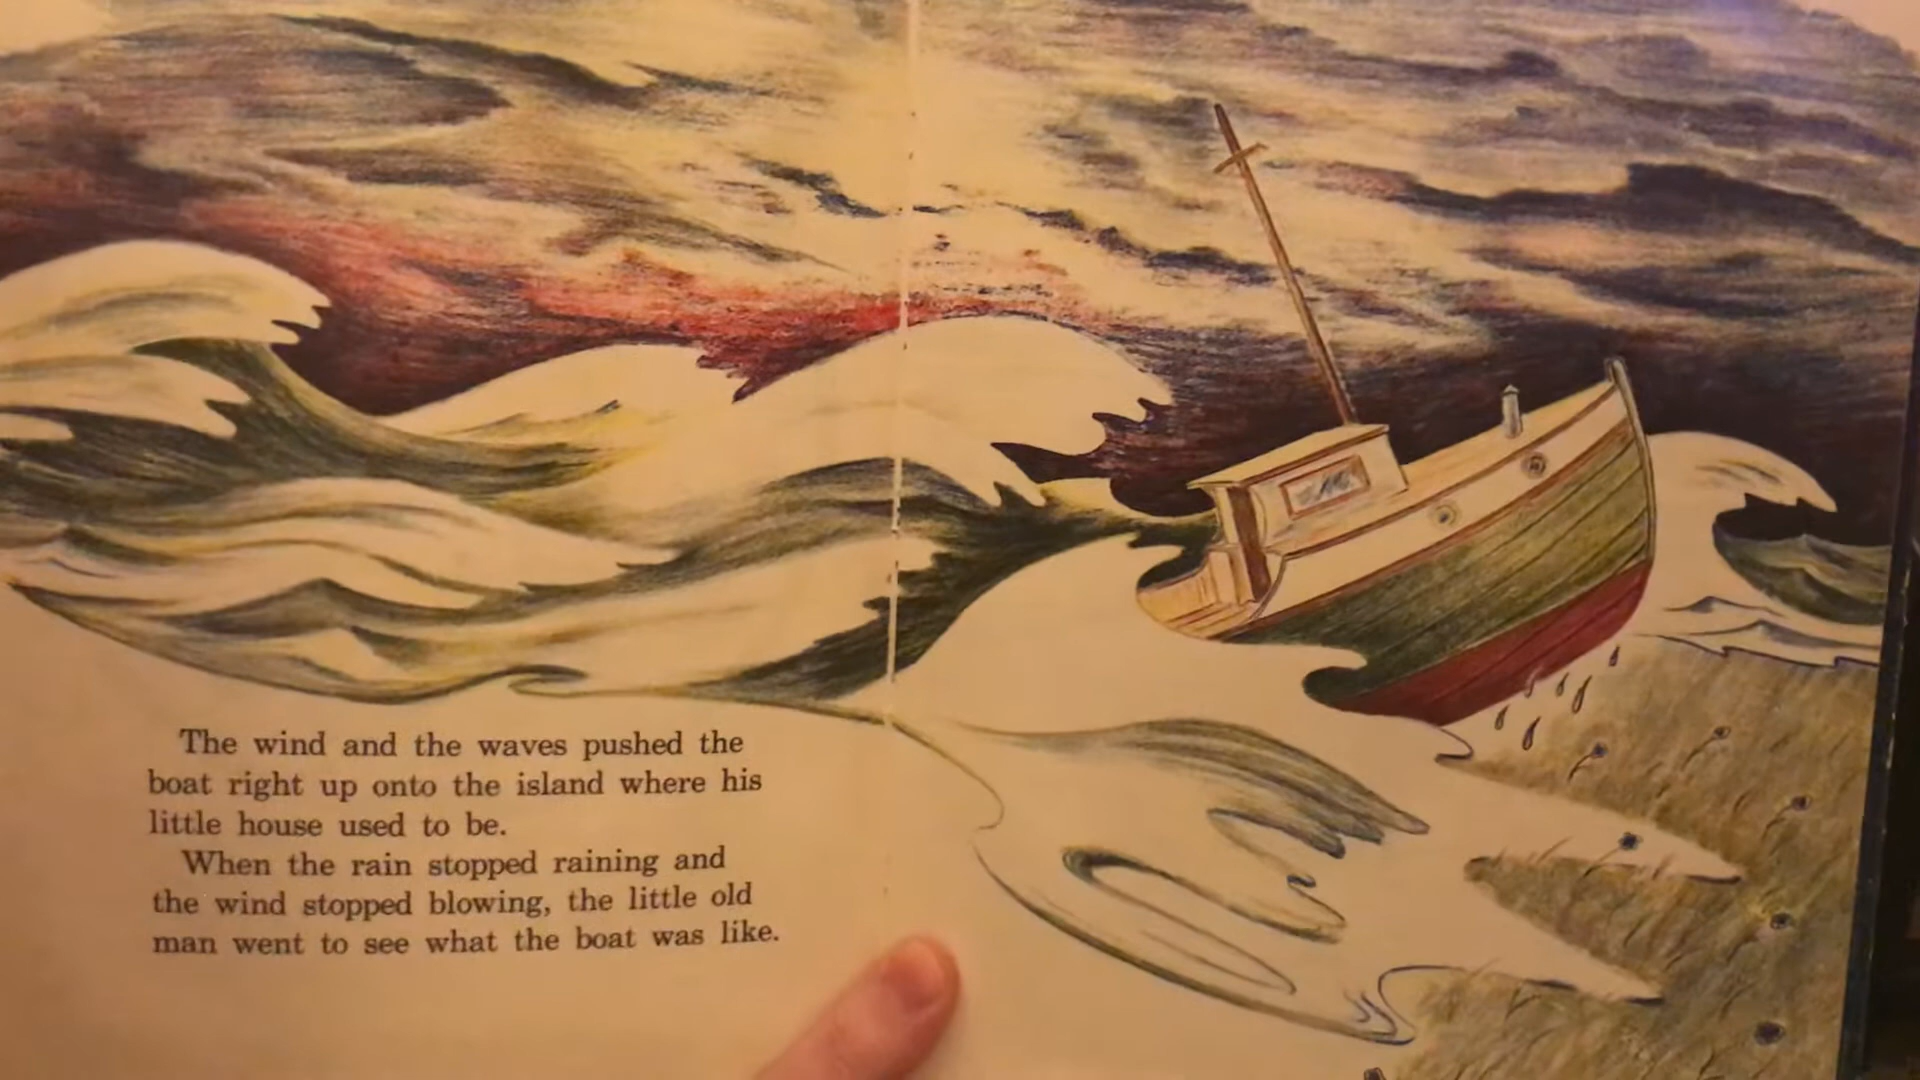 The wind and the waves pushed the
boat right up onto the island where his
little house used to be.
When the rain stopped raining and
the wind stopped blowing, the little old
man went to see what the boat was like.